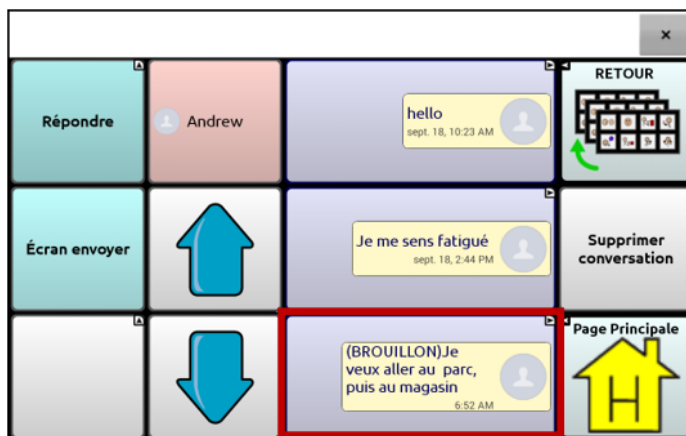 ×
Répondre
Andrew
hello
sept. 18, 10:23 AM
RETOUR
Écran envoyer
Je me sens fatigué
sept. 18, 2:44 PM
Supprimer
conversation
(BROUILLON)Je
veux aller au  parc,
puis au magasin
6:52 AM
Page Principale
H